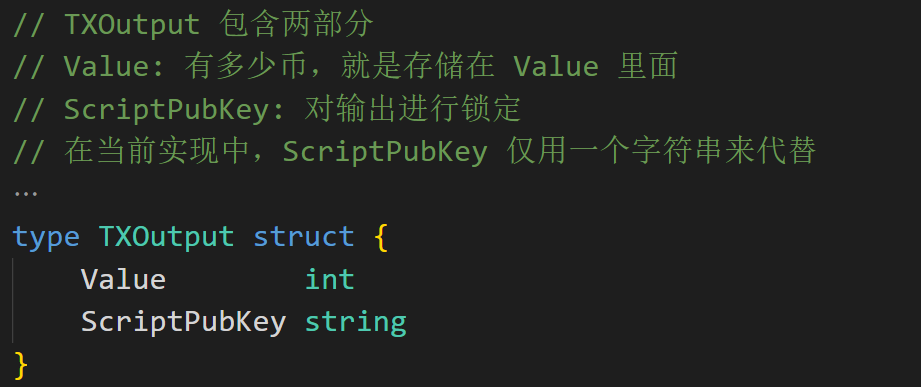 // TXOutput 包含两部分
// Value: 有多少币，就是存储在 Value 里面
// ScriptPubKey: 对输出进行锁定
// 在当前实现中，ScriptPubKey 仅用一个字符串来代替
...
type TXOutput struct {
    Value        int
    ScriptPubKey string
}